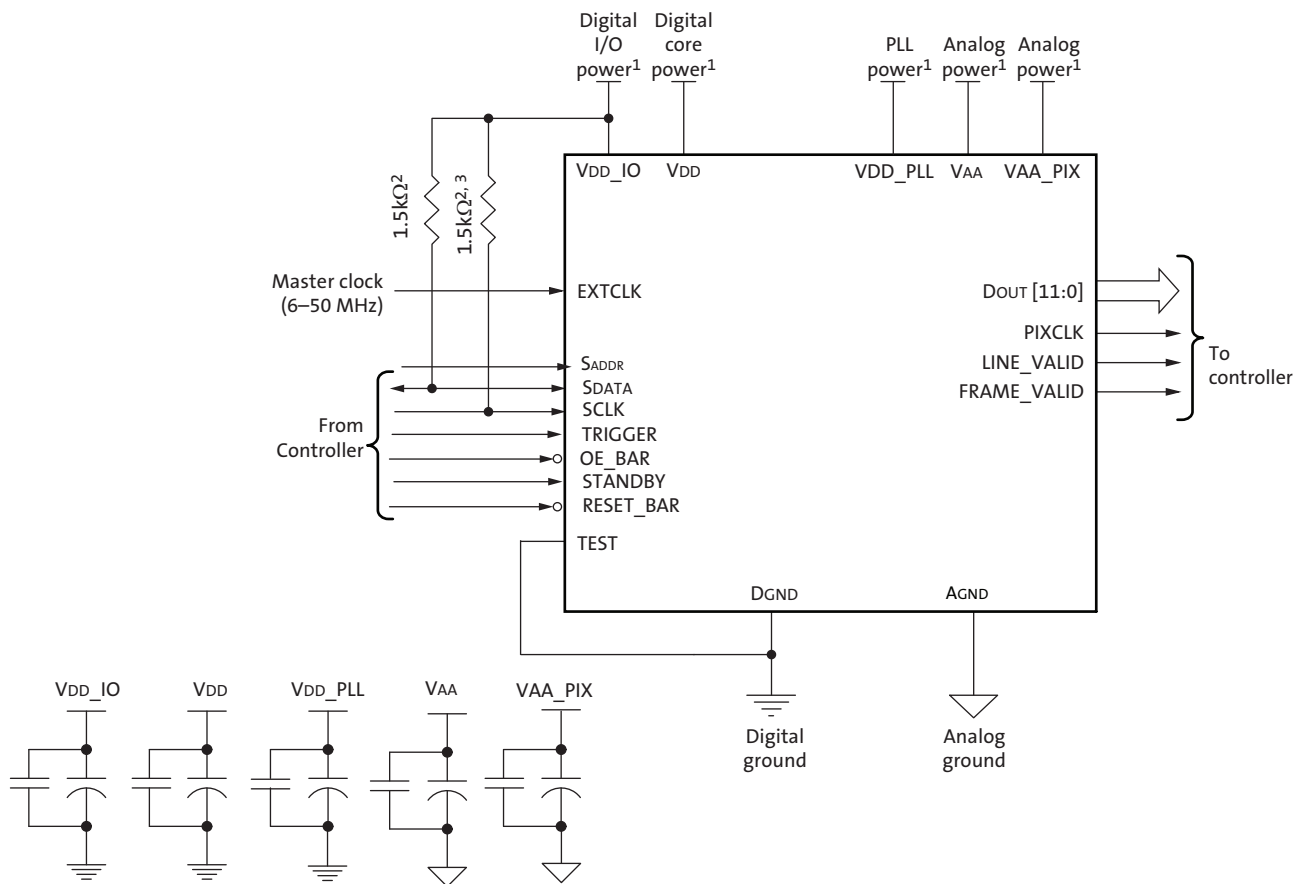 Digital
I/O
power1
Digital
core
power1
PLL
power1
Analog
power1
Analog
power1
VDD_IO
VDD
VDD_PLL
VAA
VAA_PIX
1.5kΩ2
1.5kΩ2, 3
Master clock
(6–50 MHz)
EXTCLK
SADDR
SDATA
SCLK
TRIGGER
OE_BAR
STANDBY
RESET_BAR
TEST
From
Controller
DOUT [11:0]
PIXCLK
LINE_VALID
FRAME_VALID
To
controller
DGND
AGND
Digital
ground
Analog
ground
VDD_IO
VDD
VDD_PLL
VAA
VAA_PIX